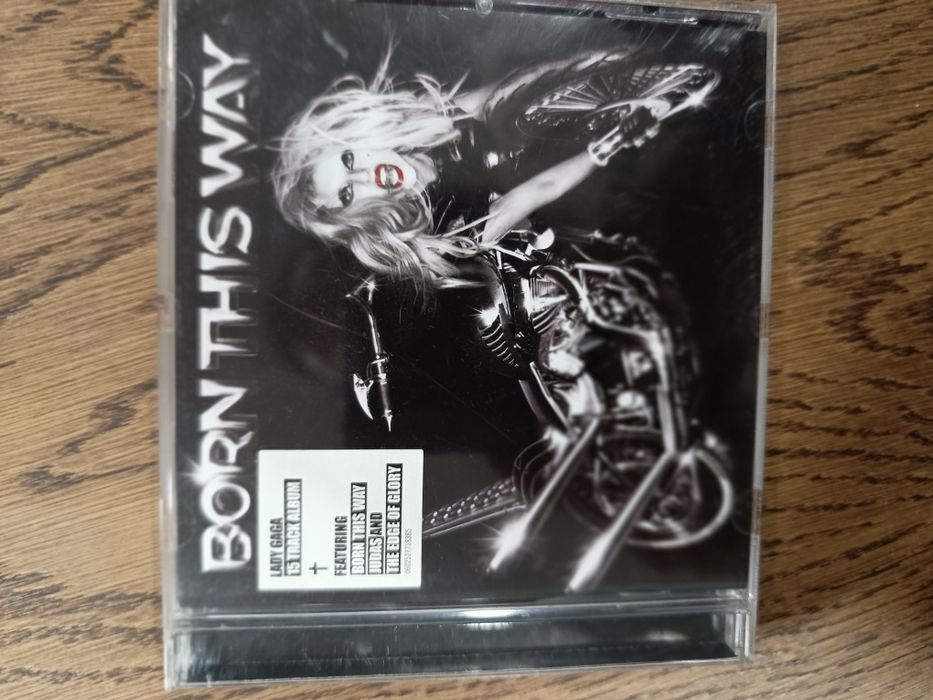 BORN THIS WAY
LADY GAGA
15 TRACK ALBUM
†
FEATURING
BORN THIS WAY
JUDAS AND
THE EDGE OF GLORY